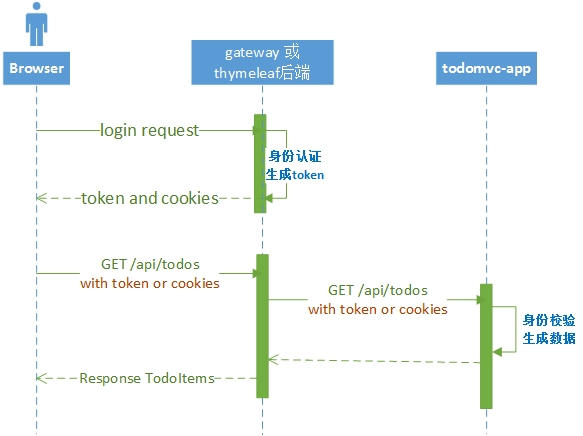 Browser
gateway 或
thymeleaf后端
todomvc-app
login request
身份认证
生成token
token and cookies
GET /api/todos
with token or cookies
GET /api/todos
with token or cookies
身份校验
生成数据
Response TodoItems